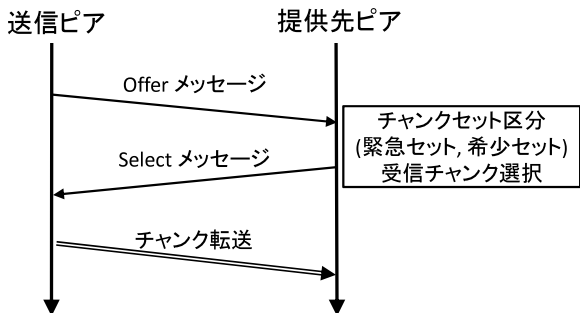 送信ピア
提供先ピア
Offer メッセージ
チャンクセット区分
(緊急セット, 希少セット)
受信チャンク選択
Select メッセージ
チャンク転送